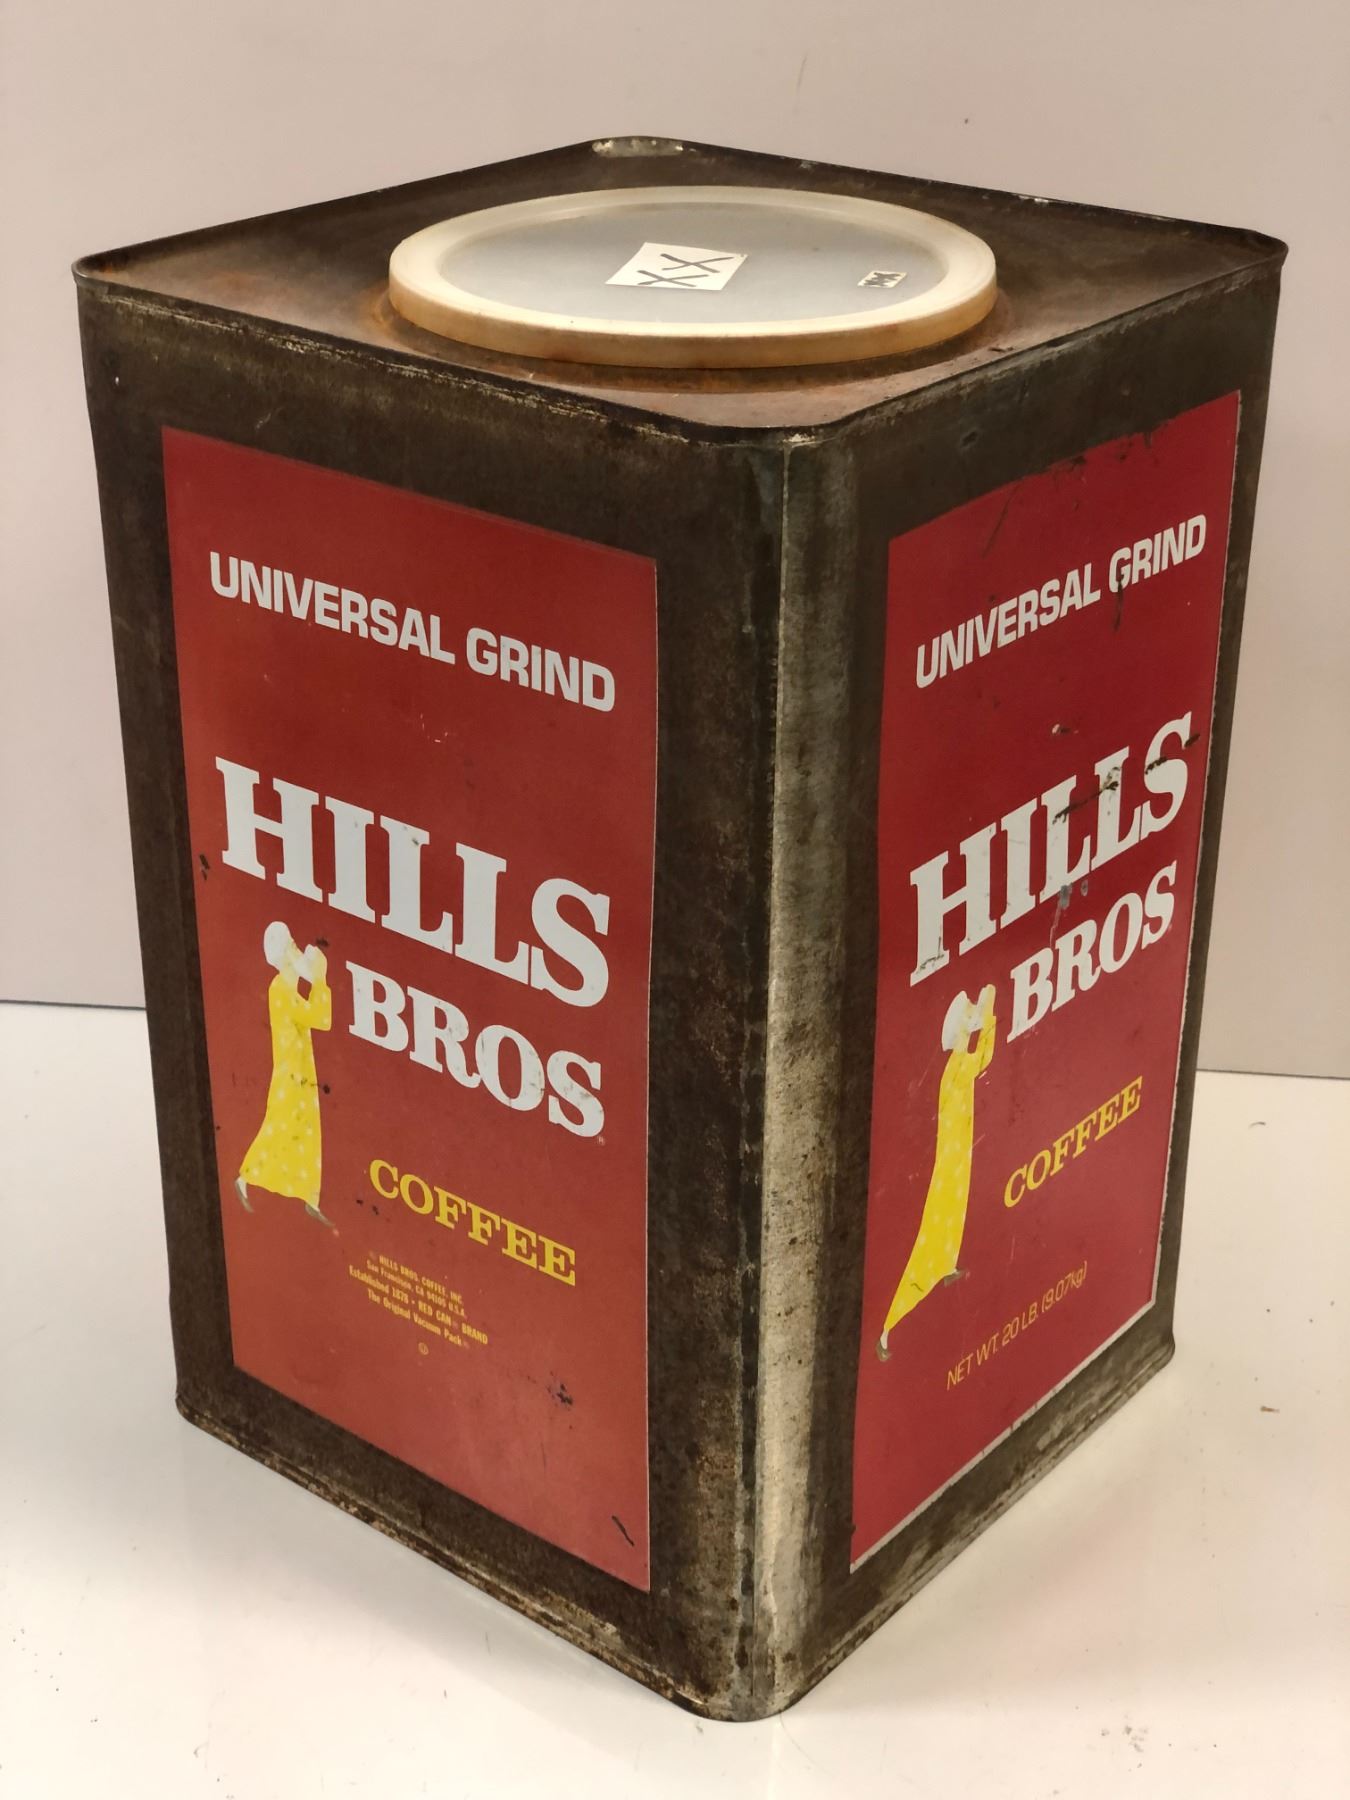 XX
UNIVERSAL GRIND
HILLS
BROS
®
COFFEE
© HILLS BROS. COFFEE, INC.
San Francisco, CA 94105 U.S.A.
Established 1878 • RED CAN® BRAND
The Original Vacuum Pack®
UNIVERSAL GRIND
HILLS
BROS
COFFEE
NET WT. 20 LB. (9.07kg)